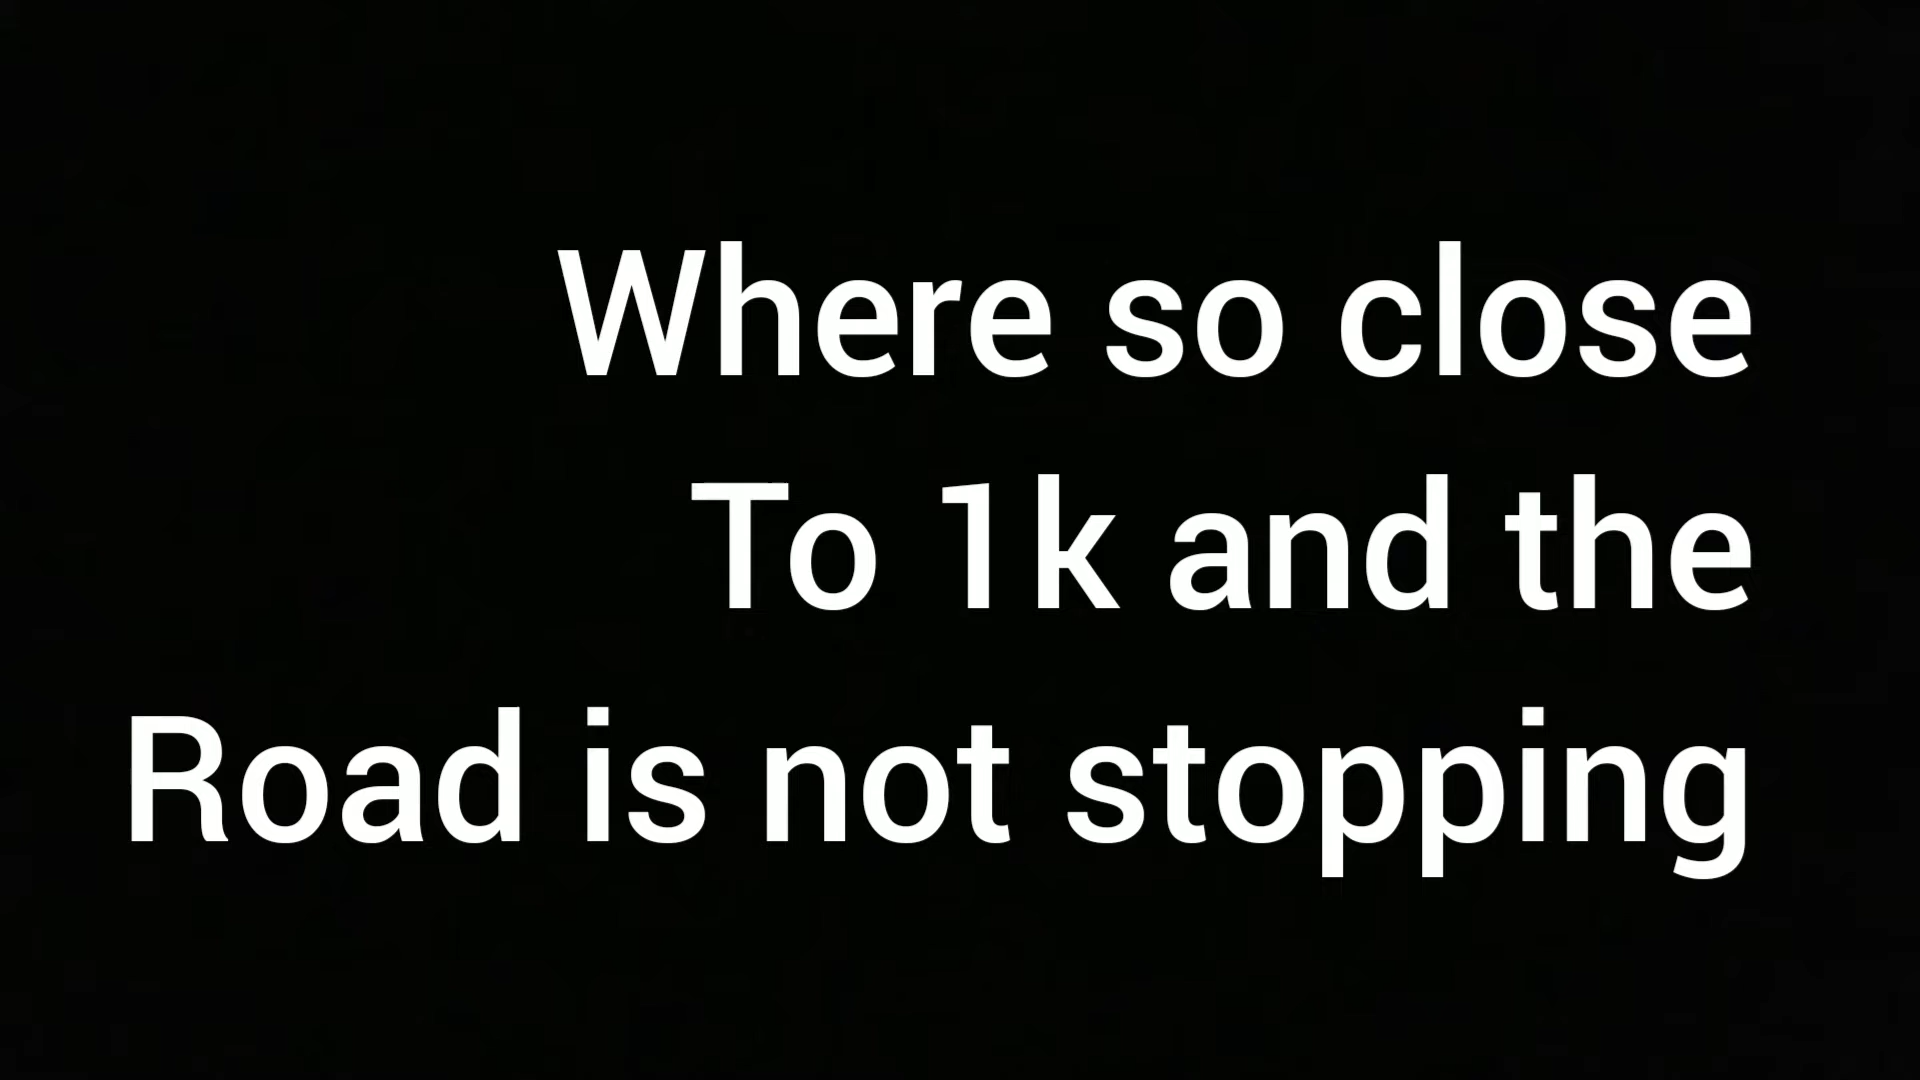 Where so close
To 1k and the
Road is not stopping